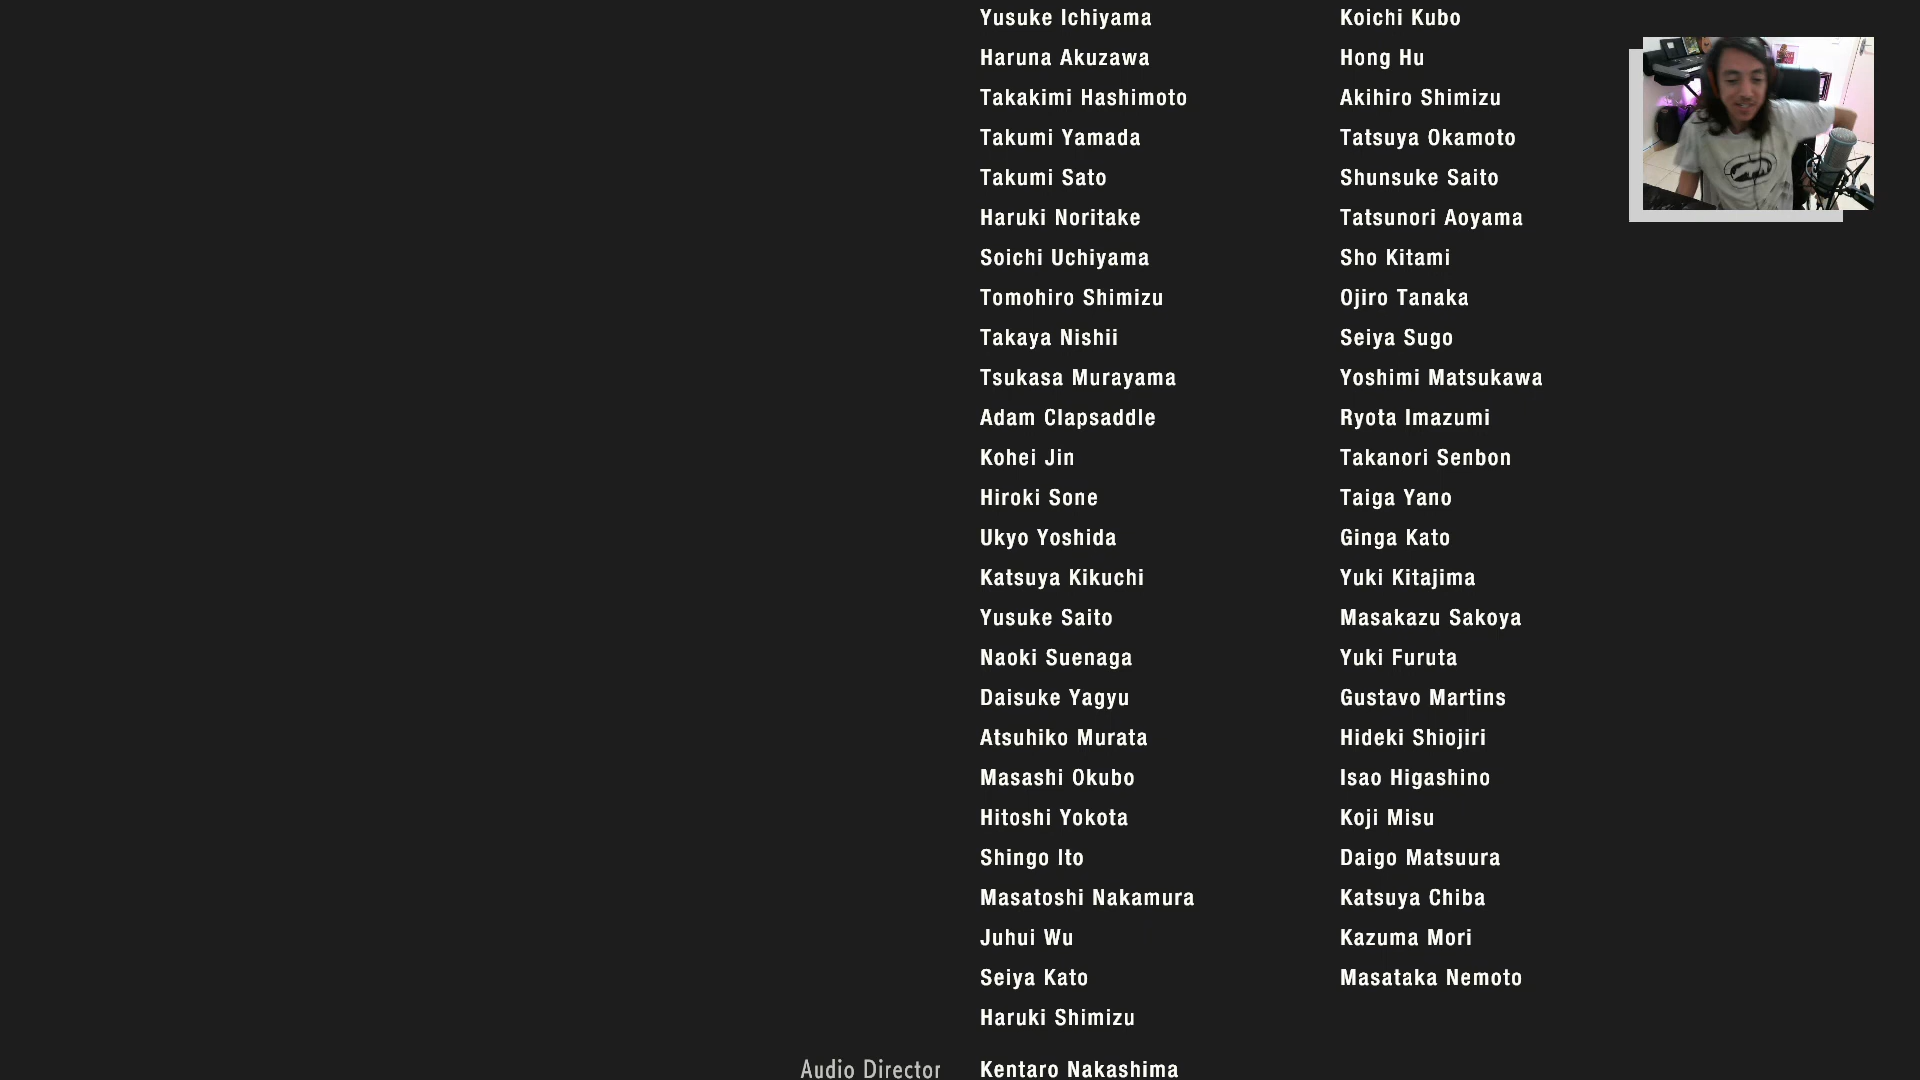 Yusuke Ichiyama Koichi Kubo
Haruna Akuzawa Hong Hu
Takakimi Hashimoto Akihiro Shimizu
Takumi Yamada Tatsuya Okamoto
Takumi Sato Shunsuke Saito
Haruki Noritake Tatsunori Aoyama
Soichi Uchiyama Sho Kitami
Tomohiro Shimizu Ojiro Tanaka
Takaya Nishii Seiya Sugo
Tsukasa Murayama Yoshimi Matsukawa
Adam Clapsaddle Ryota Imazumi
Kohei Jin Takanori Senbon
Hiroki Sone Taiga Yano
Ukyo Yoshida Ginga Kato
Katsuya Kikuchi Yuki Kitajima
Yusuke Saito Masakazu Sakoya
Naoki Suenaga Yuki Furuta
Daisuke Yagyu Gustavo Martins
Atsuhiko Murata Hideki Shiojiri
Masashi Okubo Isao Higashino
Hitoshi Yokota Koji Misu
Shingo Ito Daigo Matsuura
Masatoshi Nakamura Katsuya Chiba
Juhui Wu Kazuma Mori
Seiya Kato Masataka Nemoto
Haruki Shimizu
Audio Director Kentaro Nakashima